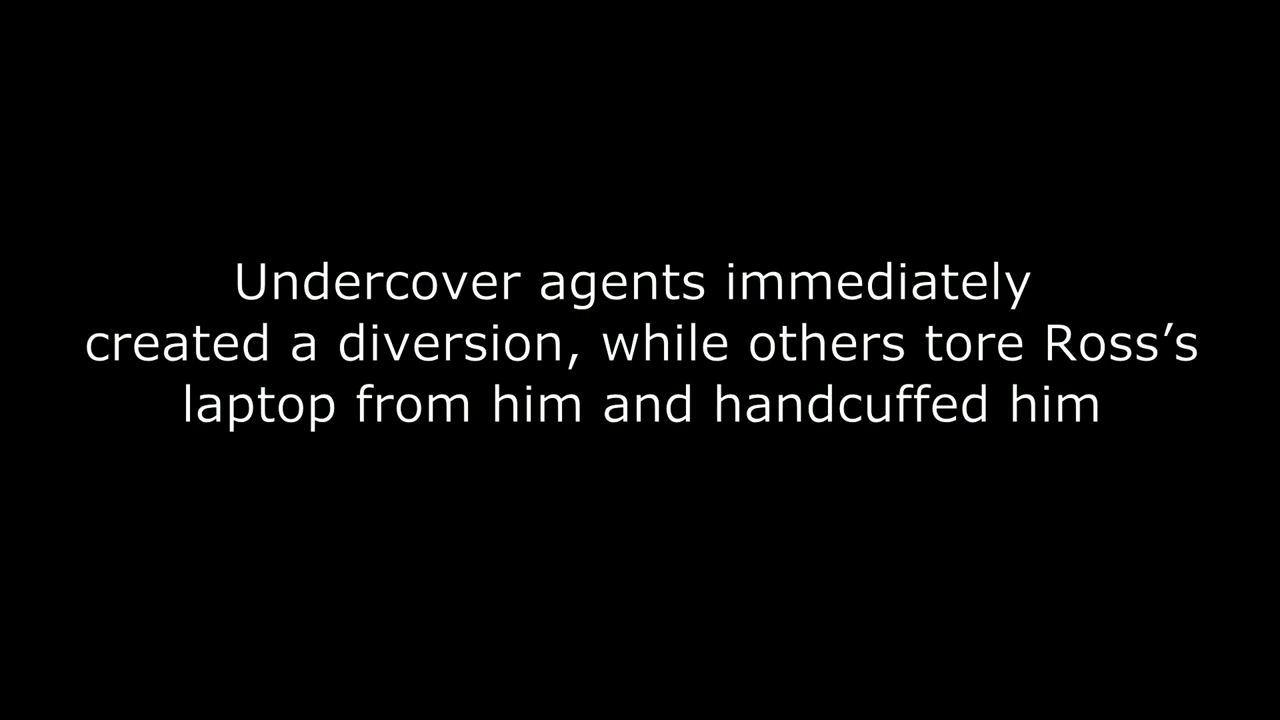 Undercover agents immediately
created a diversion, while others tore Ross’s
laptop from him and handcuffed him